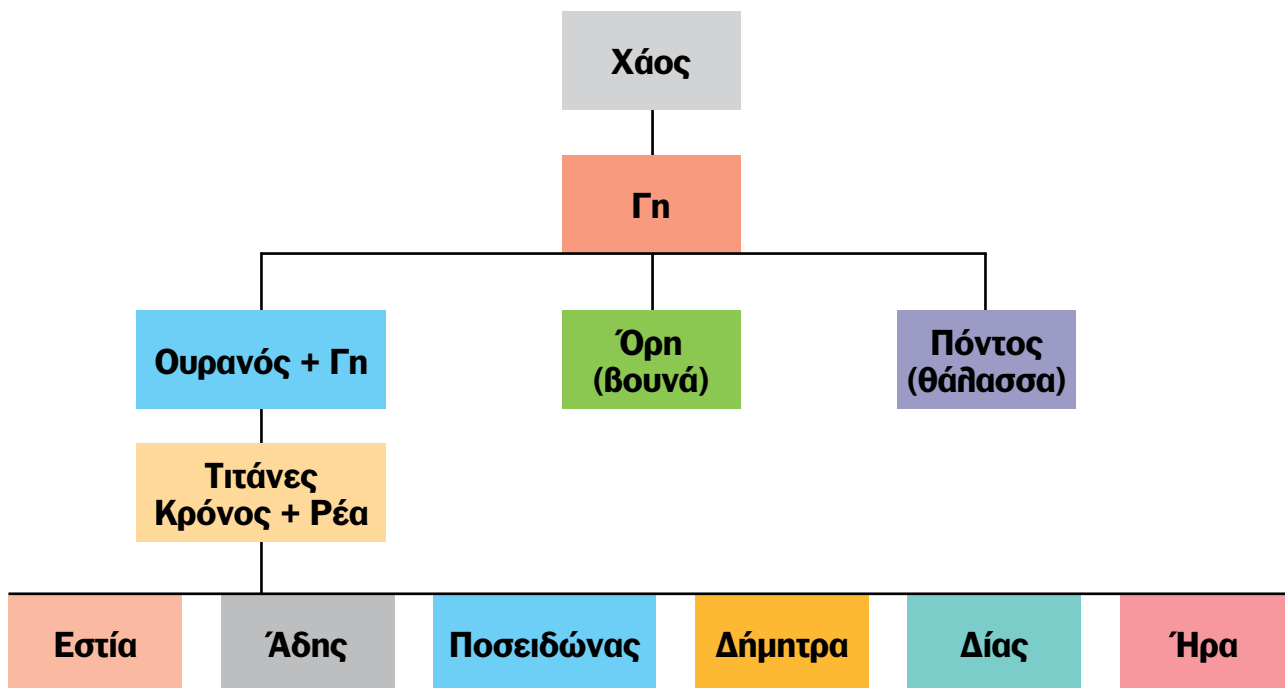 Χάος
Γη
Ουρανός + Γη
Όρη
(βουνά)
Πόντος
(θάλασσα)
Τιτάνες
Κρόνος + Ρέα
Εστία
Άδης
Ποσειδώνας
Δήμητρα
Δίας
Ήρα